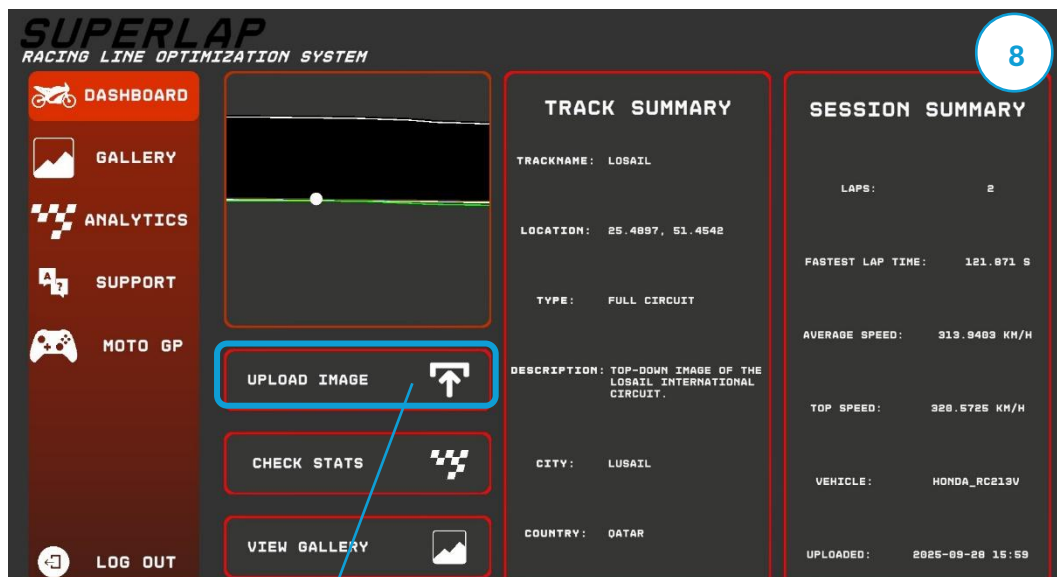 SUPERLAP
RACING LINE OPTIMIZATION SYSTEM
8
DASHBOARD
GALLERY
ANALYTICS
SUPPORT
MOTO GP
LOG OUT
UPLOAD IMAGE
CHECK STATS
VIEW GALLERY
TRACK SUMMARY
TRACKNAME: LOSAIL
LOCATION: 25.4897, 51.4542
TYPE: FULL CIRCUIT
DESCRIPTION: TOP-DOWN IMAGE OF THE
LOSAIL INTERNATIONAL
CIRCUIT.
CITY: LUSAIL
COUNTRY: QATAR
SESSION SUMMARY
LAPS: 2
FASTEST LAP TIME: 121.871 S
AVERAGE SPEED: 313.9403 KM/H
TOP SPEED: 320.5725 KM/H
VEHICLE: HONDA_RC213V
UPLOADED: 2025-09-28 15:59